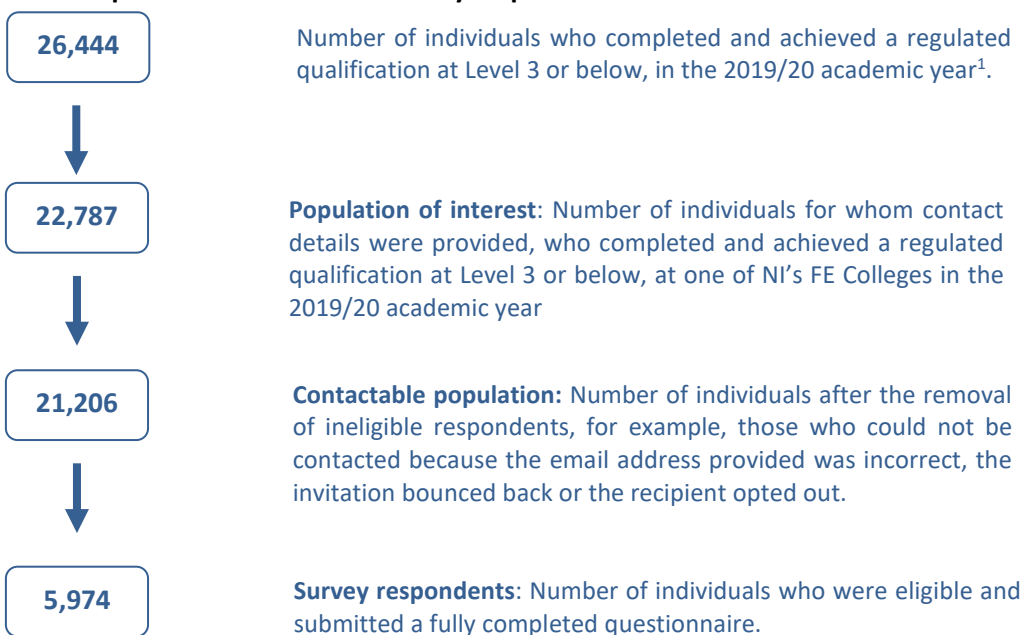 26,444
Number of individuals who completed and achieved a regulated
qualification at Level 3 or below, in the 2019/20 academic year¹.
22,787
Population of interest: Number of individuals for whom contact
details were provided, who completed and achieved a regulated
qualification at Level 3 or below, at one of NI’s FE Colleges in the
2019/20 academic year
21,206
Contactable population: Number of individuals after the removal
of ineligible respondents, for example, those who could not be
contacted because the email address provided was incorrect, the
invitation bounced back or the recipient opted out.
5,974
Survey respondents: Number of individuals who were eligible and
submitted a fully completed questionnaire.